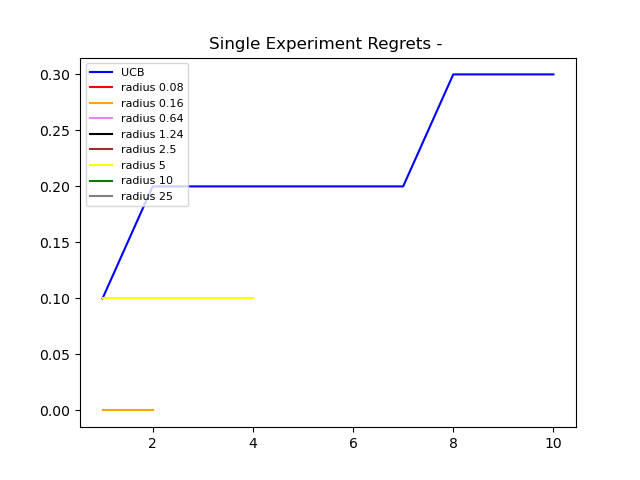 Single Experiment Regrets -
0.30
0.25
0.20
0.15
0.10
0.05
0.00
UCB
radius 0.08
radius 0.16
radius 0.64
radius 1.24
radius 2.5
radius 5
radius 10
radius 25
2
4
6
8
10